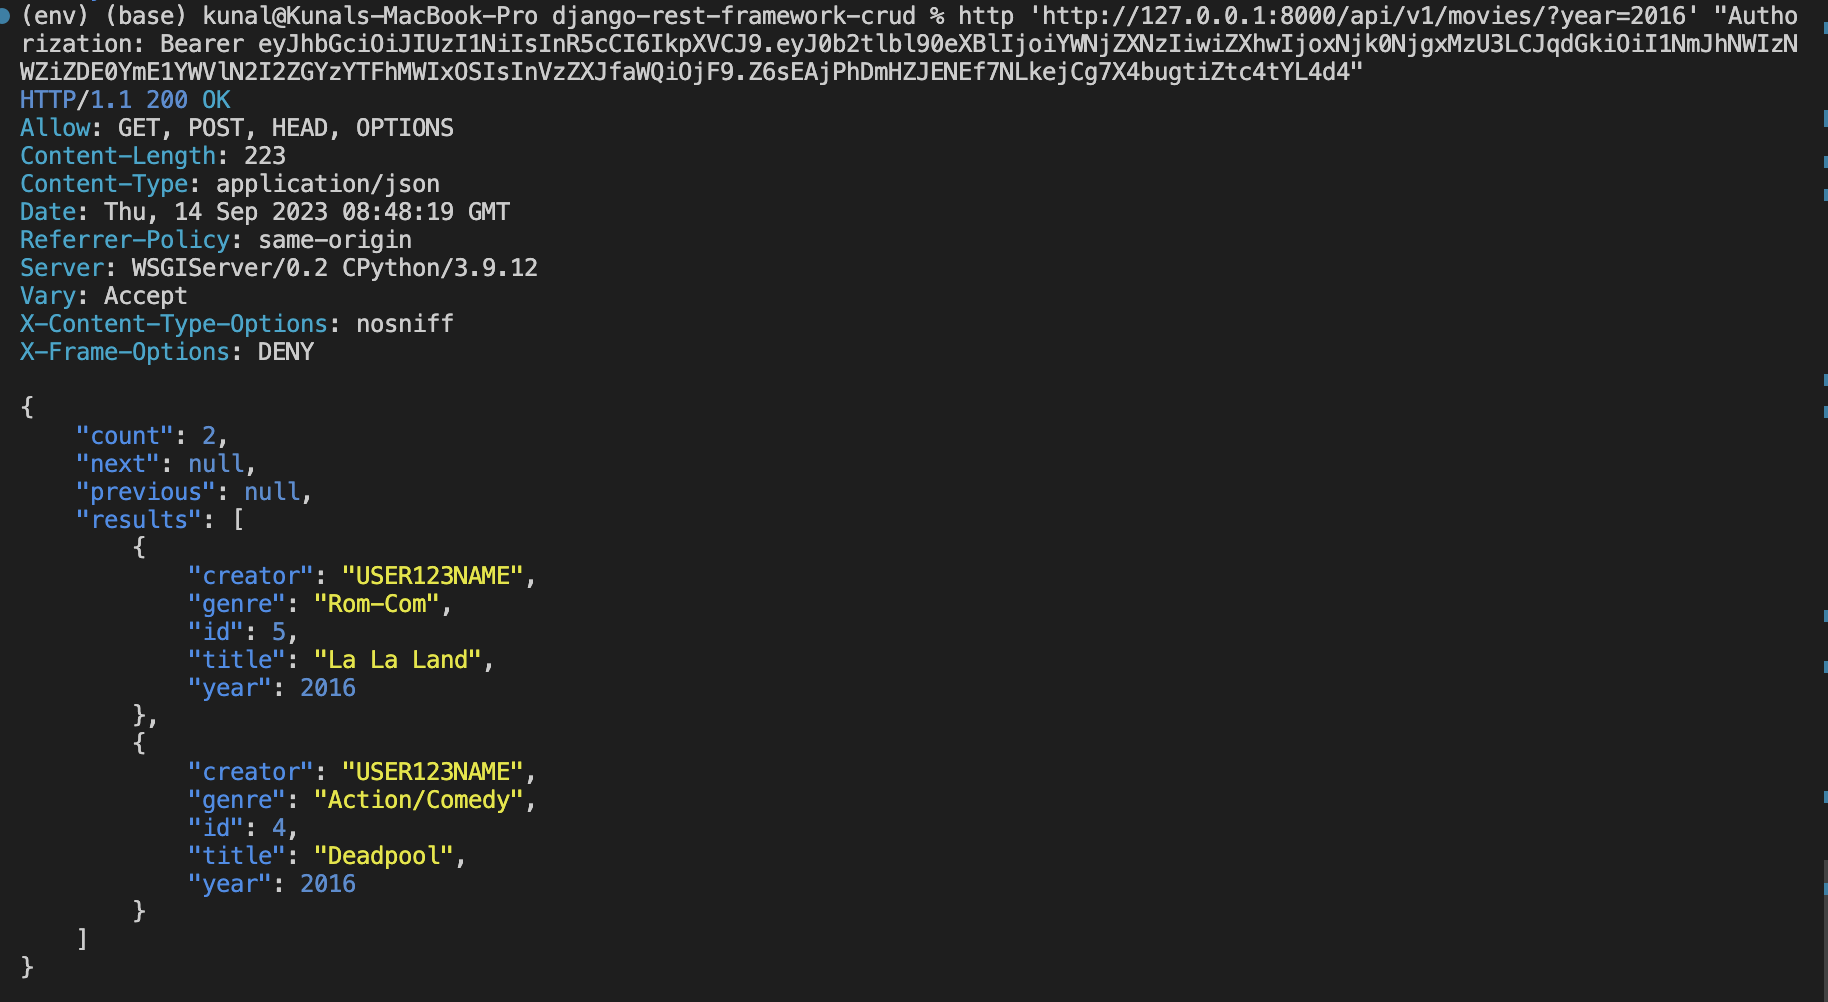 (env) (base) kunal@Kunals-MacBook-Pro django-rest-framework-crud % http 'http://127.0.0.1:8000/api/v1/movies/?year=2016' "Autho
rization: Bearer eyJhbGciOiJIUzI1NiIsInR5cCI6IkpXVCJ9.eyJ0b2tlbl90eXBlIjoiYWNjZXNzIiwiZXhwIjoxNjk0NjgxMzU3LCJqdGkiOiI1NmJhNWIzN
WZiZDE0YmE1YWVlN2I2ZGYzYTFhMWIxOSIsInVzZXJfaWQiOjF9.Z6sEAjPhDmHZJENEf7NLkejCg7X4bugtiZtc4tYL4d4"
HTTP/1.1 200 OK
Allow: GET, POST, HEAD, OPTIONS
Content-Length: 223
Content-Type: application/json
Date: Thu, 14 Sep 2023 08:48:19 GMT
Referrer-Policy: same-origin
Server: WSGIServer/0.2 CPython/3.9.12
Vary: Accept
X-Content-Type-Options: nosniff
X-Frame-Options: DENY
{
    "count": 2,
    "next": null,
    "previous": null,
    "results": [
        {
            "creator": "USER123NAME",
            "genre": "Rom-Com",
            "id": 5,
            "title": "La La Land",
            "year": 2016
        },
        {
            "creator": "USER123NAME",
            "genre": "Action/Comedy",
            "id": 4,
            "title": "Deadpool",
            "year": 2016
        }
    ]
}